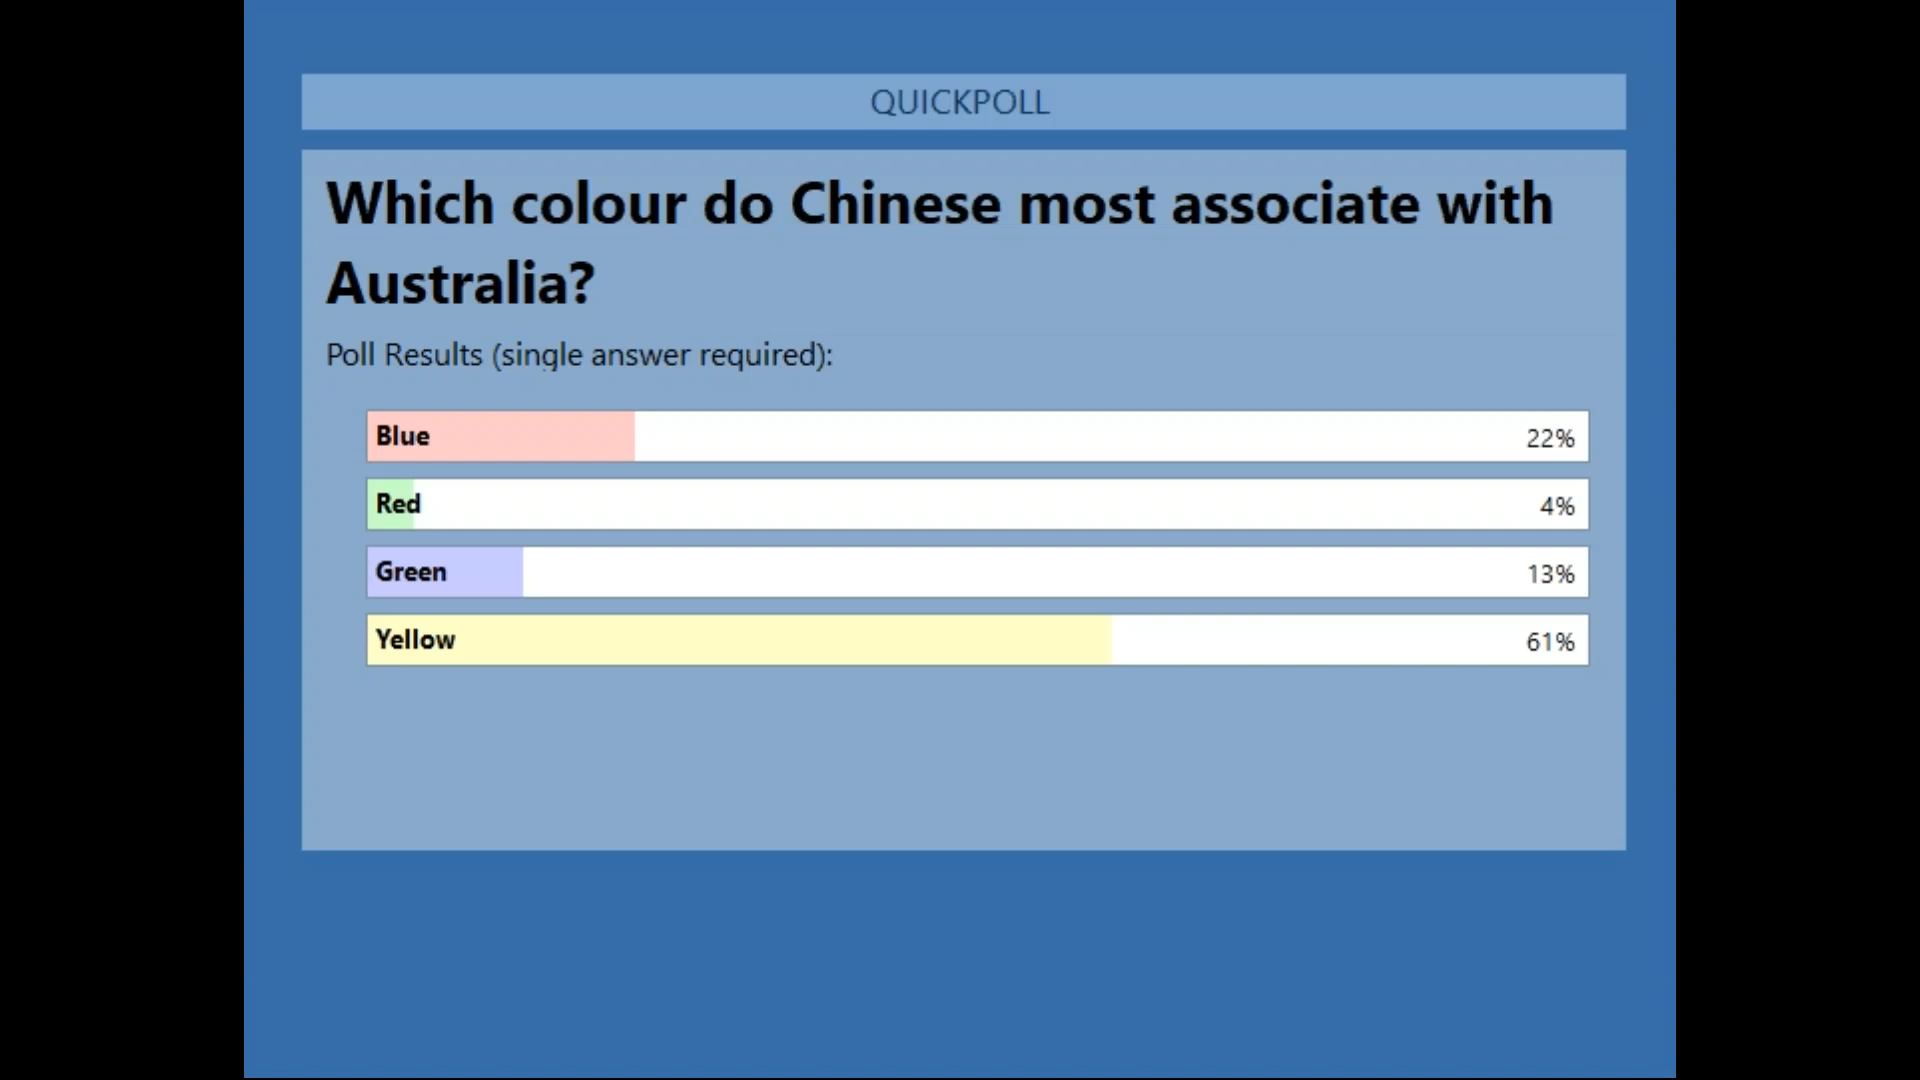 QUICKPOLL
Which colour do Chinese most associate with
Australia?
Poll Results (single answer required):
Blue 22%
Red 4%
Green 13%
Yellow 61%